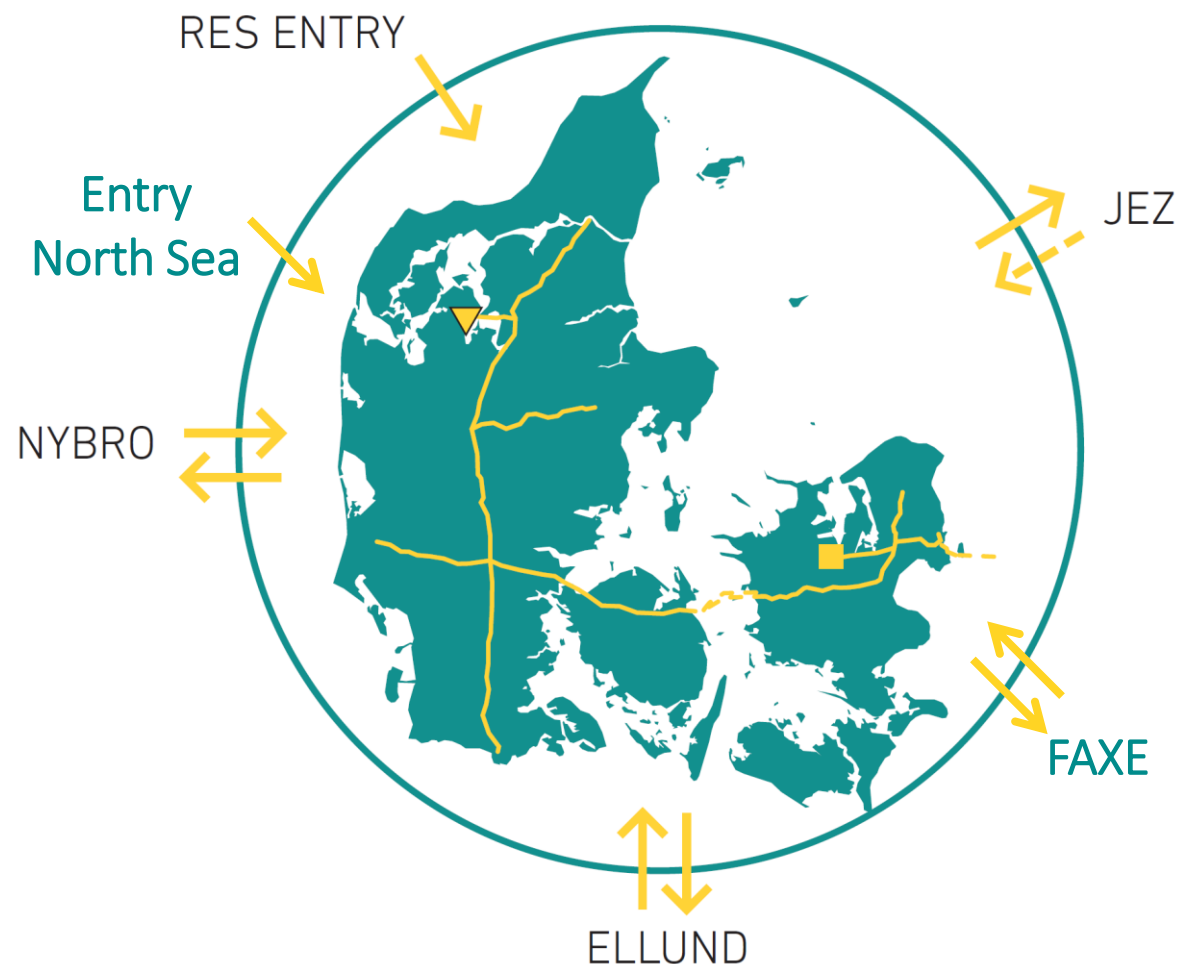 RES ENTRY
Entry
North Sea
JEZ
NYBRO
FAXE
ELLUND